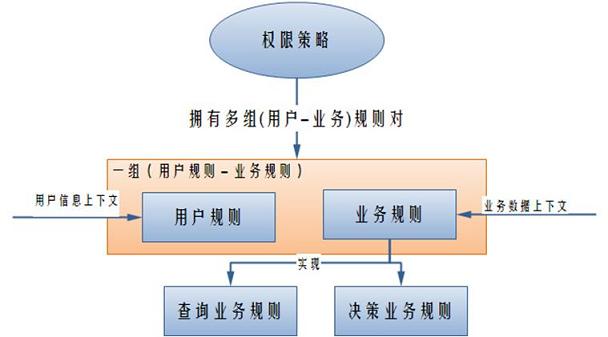 权限策略
拥有多组(用户-业务)规则对
一组（用户规则-业务规则）
用户信息上下文
用户规则
业务规则
业务数据上下文
实现
查询业务规则
决策业务规则